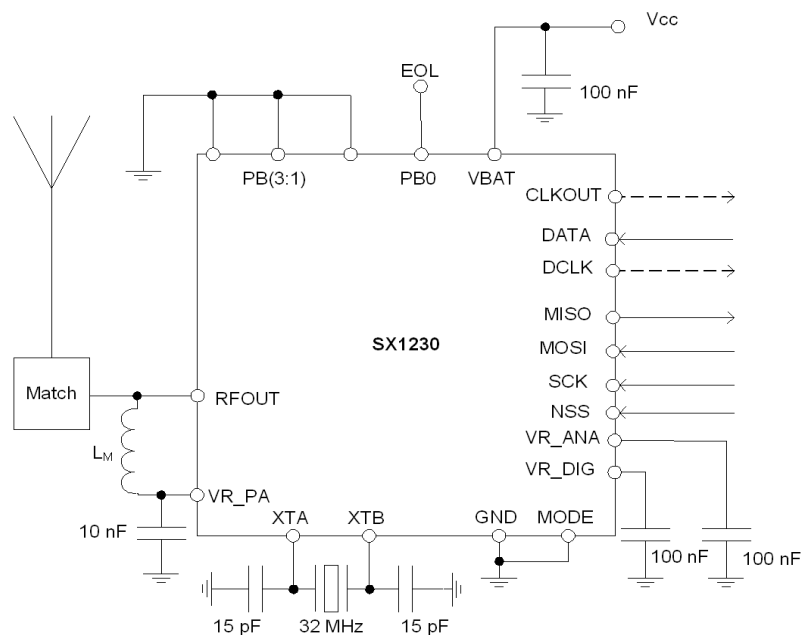 Vcc
EOL
100 nF
PB(3:1)
PB0
VBAT
CLKOUT
DATA
DCLK
MISO
SX1230
MOSI
SCK
Match
RFOUT
NSS
VR_ANA
LM
VR_DIG
VR_PA
XTA
XTB
GND
MODE
10 nF
100 nF
100 nF
15 pF
32 MHz
15 pF